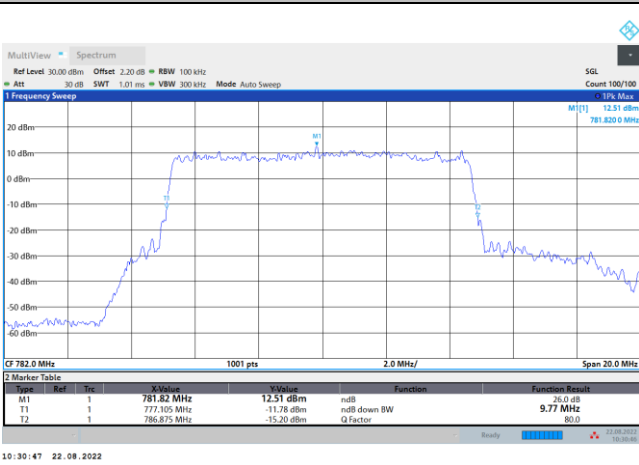 MultiView Spectrum
Ref Level 30.00 dBm Offset 2.20 dB RBW 100 kHz SGL
Att 30 dB SWT 1.01 ms VBW 300 kHz Mode Auto Sweep Count 100/100
1 Frequency Sweep 1Pk Max
M1[1] 12.51 dBm
781.820 0 MHz
20 dBm
M1
10 dBm
0 dBm
T1
-10 dBm
T2
-20 dBm
-30 dBm
-40 dBm
-50 dBm
-60 dBm
CF 782.0 MHz 1001 pts 2.0 MHz/ Span 20.0 MHz
2 Marker Table
Type Ref Trc X-Value Y-Value Function Function Result
M1 1 781.82 MHz 12.51 dBm ndB 26.0 dB
T1 1 777.105 MHz -11.78 dBm ndB down BW 9.77 MHz
T2 1 786.875 MHz -15.20 dBm Q Factor 80.0
Ready 22.08.2022
10:30:46
10:30:47 22.08.2022